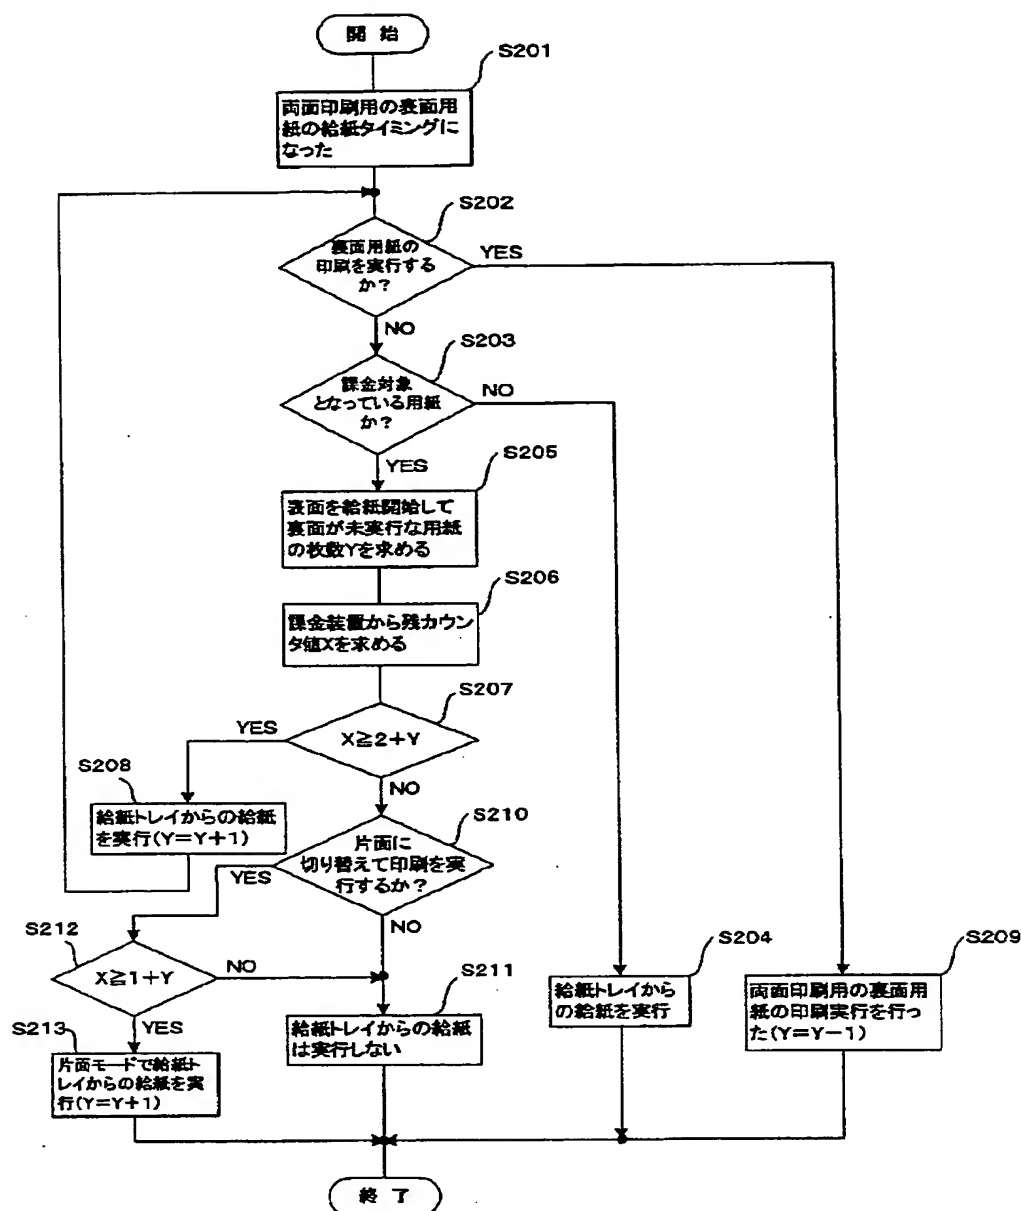 開 始
S201
両面印刷用の表面用
紙の給紙タイミングに
なった
S202
裏面用紙の
印刷を実行する
か？
YES
NO
S203
課金対象
となっている用紙
か？
NO
YES
S205
表面を給紙開始して
裏面が未実行な用紙
の枚数Yを求める
S206
課金装置から残カウン
タ値Xを求める
S207
X≧2+Y
YES
NO
S208
給紙トレイからの給紙
を実行(Y=Y+1)
S210
片面に
切り替えて印刷を実
行するか？
YES
NO
S212
X≧1+Y
NO
YES
S211
給紙トレイからの給紙
は実行しない
S204
給紙トレイから
の給紙を実行
S209
両面印刷用の裏面用
紙の印刷実行を行っ
た(Y=Y-1)
S213
片面モードで給紙ト
レイからの給紙を実
行(Y=Y+1)
終 了